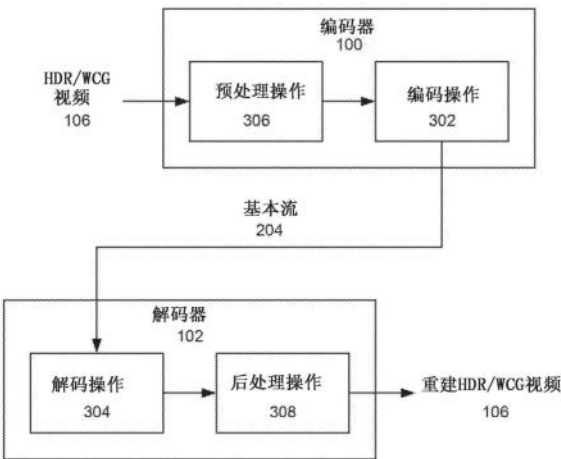 编码器
100
HDR/WCG
视频
106
预处理操作
306
编码操作
302
基本流
204
解码器
102
解码操作
304
后处理操作
308
重建HDR/WCG视频
106